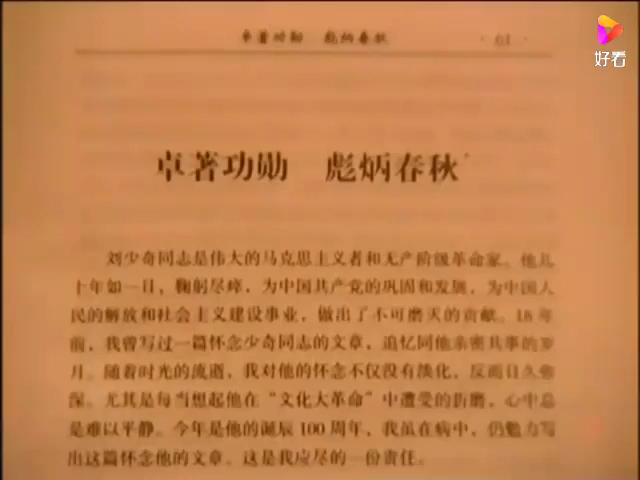 卓著功勋 彪炳春秋 · 61 ·
好看
卓著功勋 彪炳春秋
刘少奇同志是伟大的马克思主义者和无产阶级革命家。他几
十年如一日，鞠躬尽瘁，为中国共产党的巩固和发展，为中国人
民的解放和社会主义建设事业，做出了不可磨灭的贡献。18 年
前，我曾写过一篇怀念少奇同志的文章，追忆同他亲密共事的岁
月。随着时光的流逝，我对他的怀念不仅没有淡化，反而日久弥
深。尤其是每当想起他在“文化大革命”中遭受的折磨，心中总
是难以平静。今年是他的诞辰 100 周年，我虽在病中，仍勉力写
出这篇怀念他的文章。这是我应尽的一份责任。